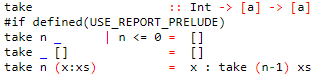 take                   :: Int -> [a] -> [a]
#if defined(USE_REPORT_PRELUDE)
take n _      | n <= 0 =  []
take _ []              =  []
take n (x:xs)          =  x : take (n-1) xs